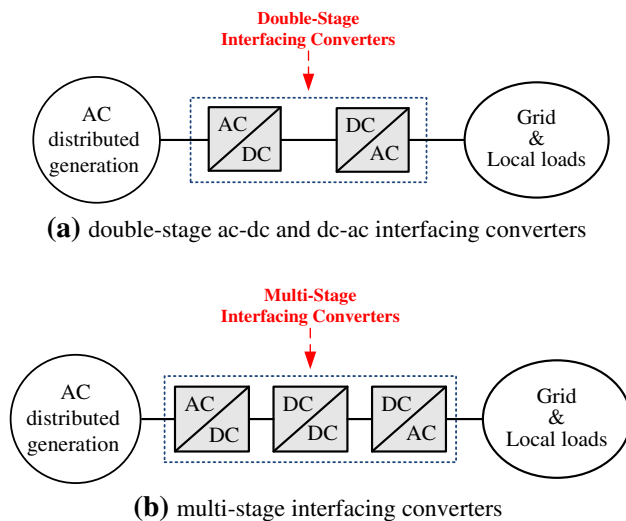 Double-Stage
Interfacing Converters
AC
distributed
generation
AC
DC
DC
AC
Grid
&
Local loads
(a) double-stage ac-dc and dc-ac interfacing converters
Multi-Stage
Interfacing Converters
AC
distributed
generation
AC
DC
DC
DC
DC
AC
Grid
&
Local loads
(b) multi-stage interfacing converters